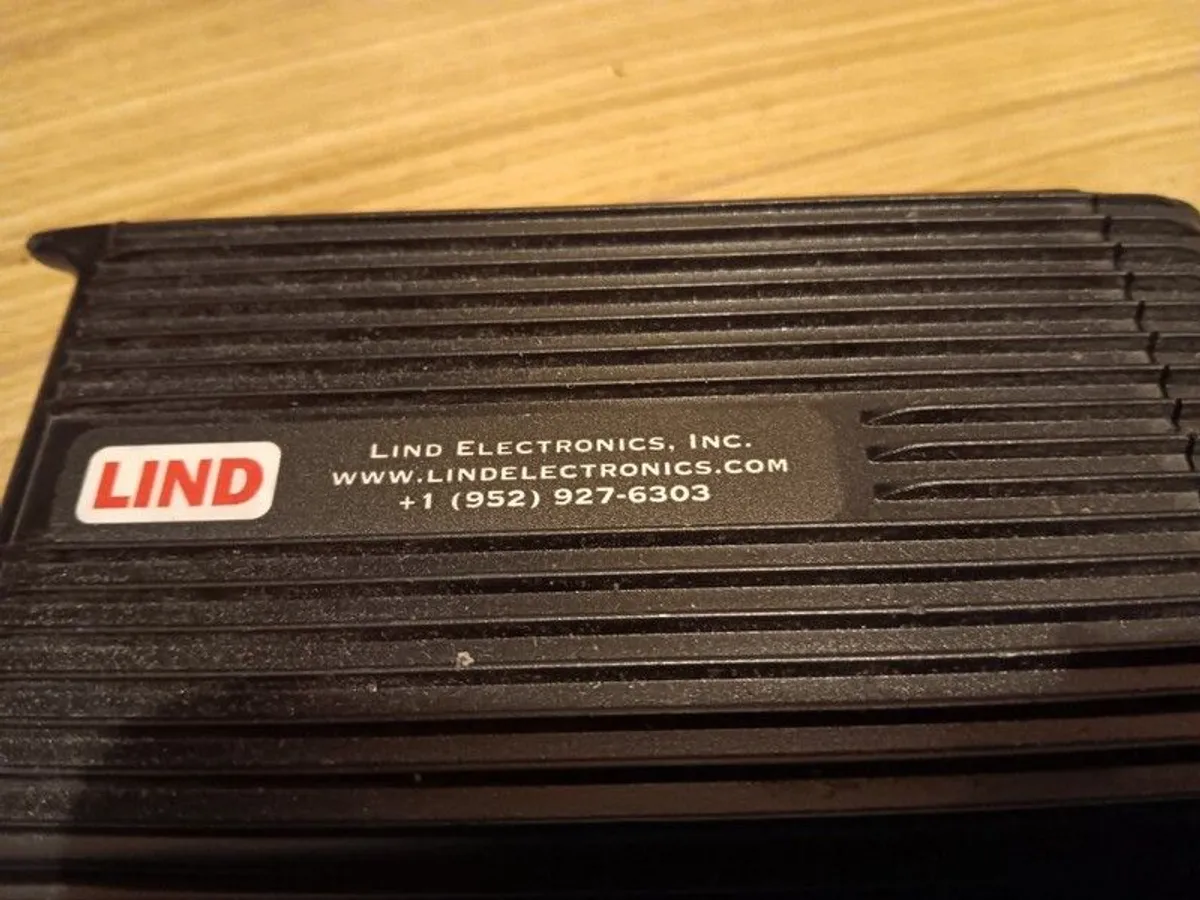 LIND
LIND ELECTRONICS, INC.
WWW.LINDELECTRONICS.COM
+1 (952) 927-6303